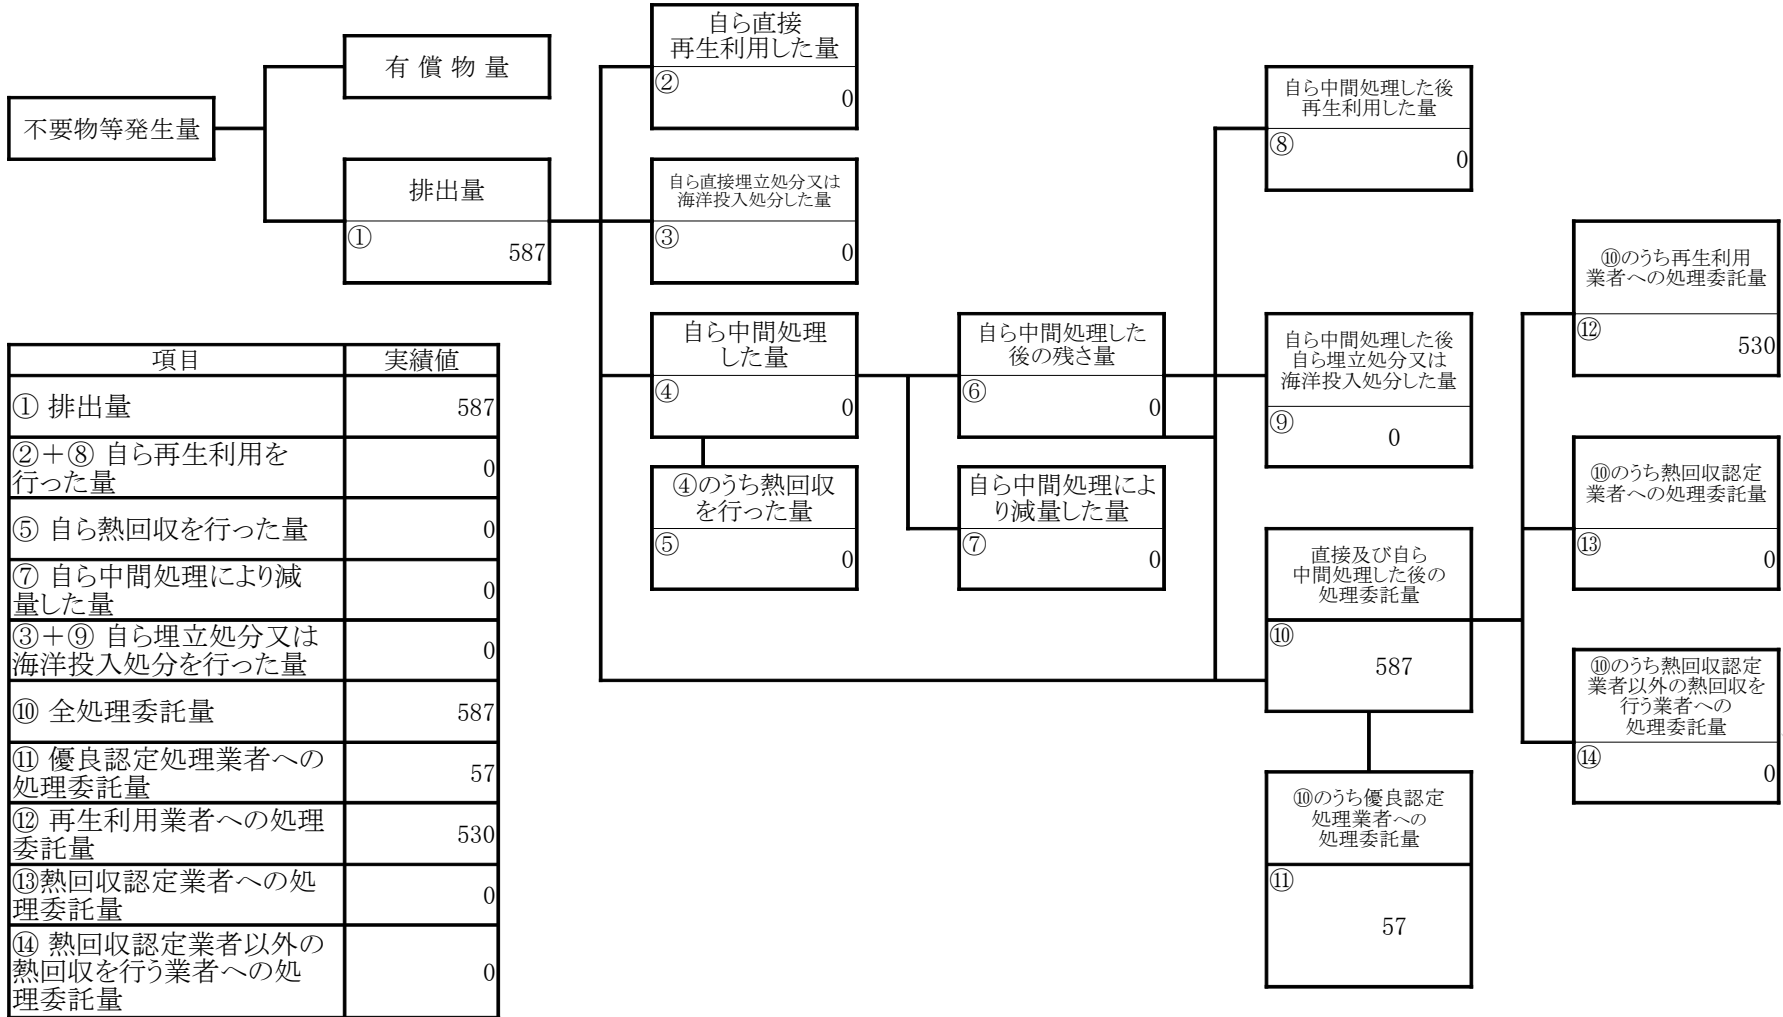 不要物等発生量
有 償 物 量
排出量
①
587
自ら直接
再生利用した量
②
0
自ら直接埋立処分又は
海洋投入処分した量
③
0
自ら中間処理
した量
④
0
④のうち熱回収
を行った量
⑤
0
自ら中間処理した
後の残さ量
⑥
0
自ら中間処理によ
り減量した量
⑦
0
自ら中間処理した後
再生利用した量
⑧
0
自ら中間処理した後
自ら埋立処分又は
海洋投入処分した量
⑨
0
直接及び自ら
中間処理した後の
処理委託量
⑩
587
⑩のうち優良認定
処理業者への
処理委託量
⑪
57
⑩のうち再生利用
業者への処理委託量
⑫
530
⑩のうち熱回収認定
業者への処理委託量
⑬
0
⑩のうち熱回収認定
業者以外の熱回収を
行う業者への
処理委託量
⑭
0
項目 実績値
① 排出量 587
②＋⑧ 自ら再生利用を
行った量 0
⑤ 自ら熱回収を行った量 0
⑦ 自ら中間処理により減
量した量 0
③＋⑨ 自ら埋立処分又は
海洋投入処分を行った量 0
⑩ 全処理委託量 587
⑪ 優良認定処理業者への
処理委託量 57
⑫ 再生利用業者への処理
委託量 530
⑬熱回収認定業者への処
理委託量 0
⑭ 熱回収認定業者以外の
熱回収を行う業者への処
理委託量 0